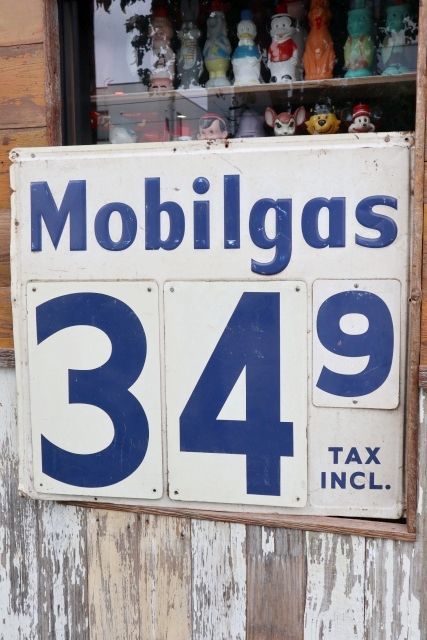 Mobilgas
34 9
TAX
INCL.